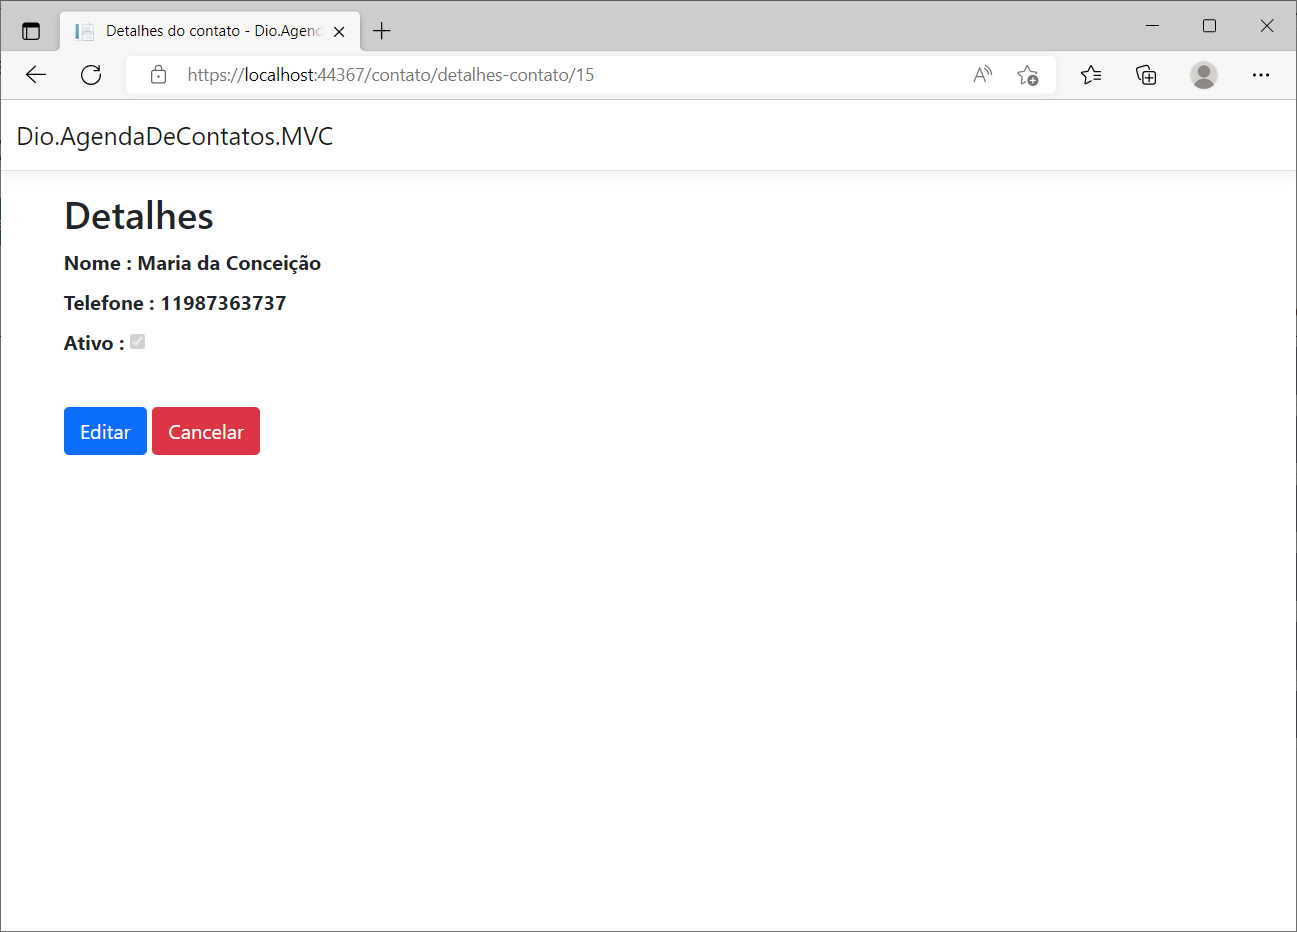 Detalhes do contato - Dio.Agend
https://localhost:44367/contato/detalhes-contato/15
Dio.AgendaDeContatos.MVC
Detalhes
Nome : Maria da Conceição
Telefone : 11987363737
Ativo :
Editar Cancelar